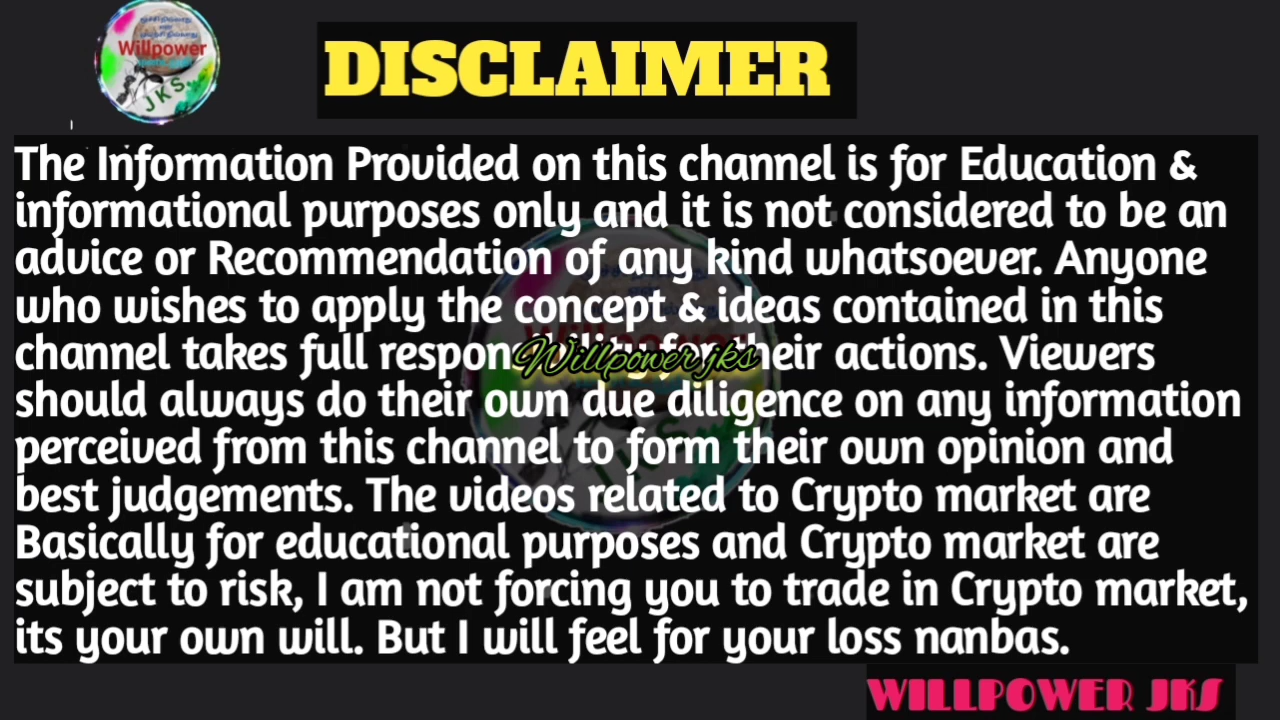 Willpower
JKS
DISCLAIMER
The Information Provided on this channel is for Education &
informational purposes only and it is not considered to be an
advice or Recommendation of any kind whatsoever. Anyone
who wishes to apply the concept & ideas contained in this
channel takes full their actions. Viewers
Willpower jks
should always do their own due diligence on any information
perceived from this channel to form their own opinion and
best judgements. The videos related to Crypto market are
Basically for educational purposes and Crypto market are
subject to risk, I am not forcing you to trade in Crypto market,
its your own will. But I will feel for your loss nanbas.
WILLPOWER JKS